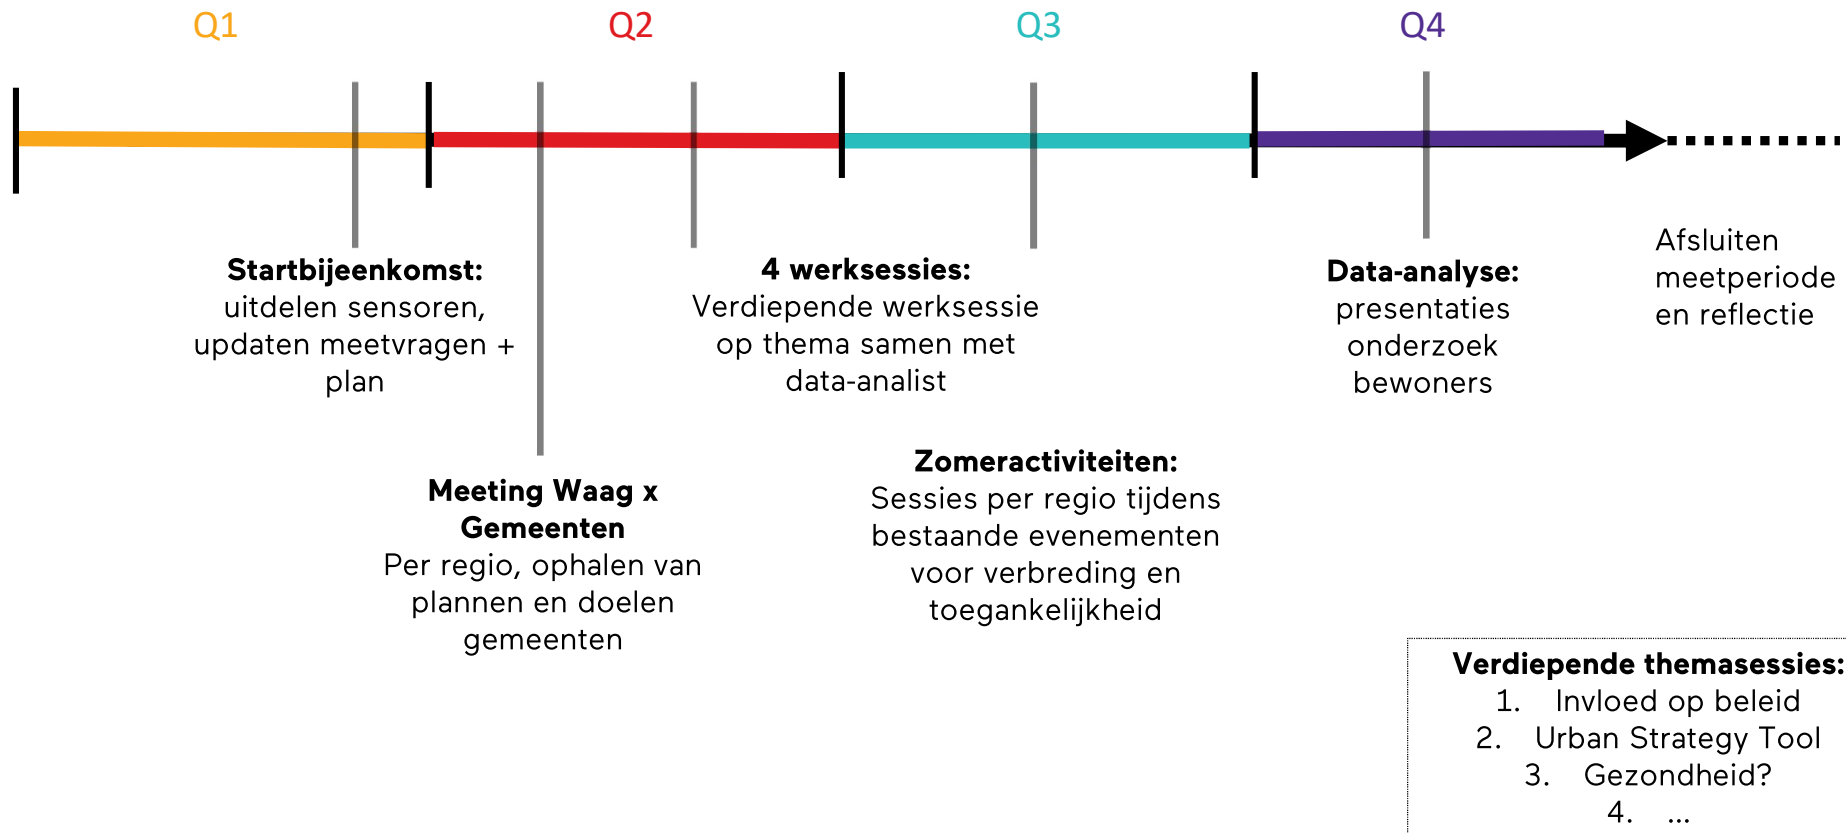 Q1
Q2
Q3
Q4
Startbijeenkomst:
uitdelen sensoren,
updaten meetvragen +
plan
Meeting Waag x
Gemeenten
Per regio, ophalen van
plannen en doelen
gemeenten
4 werksessies:
Verdiepende werksessie
op thema samen met
data-analist
Zomeractiviteiten:
Sessies per regio tijdens
bestaande evenementen
voor verbreding en
toegankelijkheid
Data-analyse:
presentaties
onderzoek
bewoners
Afsluiten
meetperiode
en reflectie
Verdiepende themasessies:
1. Invloed op beleid
2. Urban Strategy Tool
3. Gezondheid?
4. ...